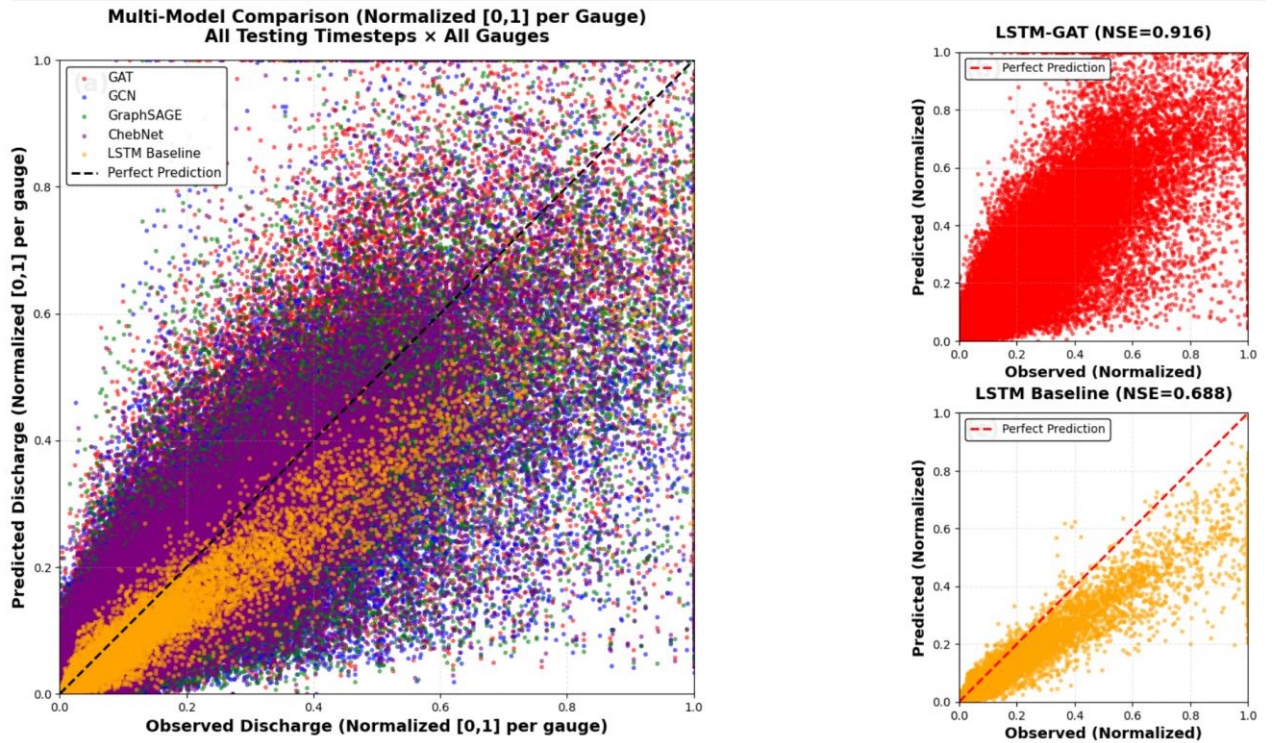 Multi-Model Comparison (Normalized [0,1] per Gauge)
All Testing Timesteps × All Gauges
GAT
GCN
GraphSAGE
ChebNet
LSTM Baseline
Perfect Prediction
(a)
Predicted Discharge (Normalized [0,1] per gauge)
1.0
0.8
0.6
0.4
0.2
0.0
0.0 0.2 0.4 0.6 0.8 1.0
Observed Discharge (Normalized [0,1] per gauge)
LSTM-GAT (NSE=0.916)
Perfect Prediction
Predicted (Normalized)
1.0
0.8
0.6
0.4
0.2
0.0
0.0 0.2 0.4 0.6 0.8 1.0
Observed (Normalized)
LSTM Baseline (NSE=0.688)
Perfect Prediction
Predicted (Normalized)
1.0
0.8
0.6
0.4
0.2
0.0
0.0 0.2 0.4 0.6 0.8 1.0
Observed (Normalized)